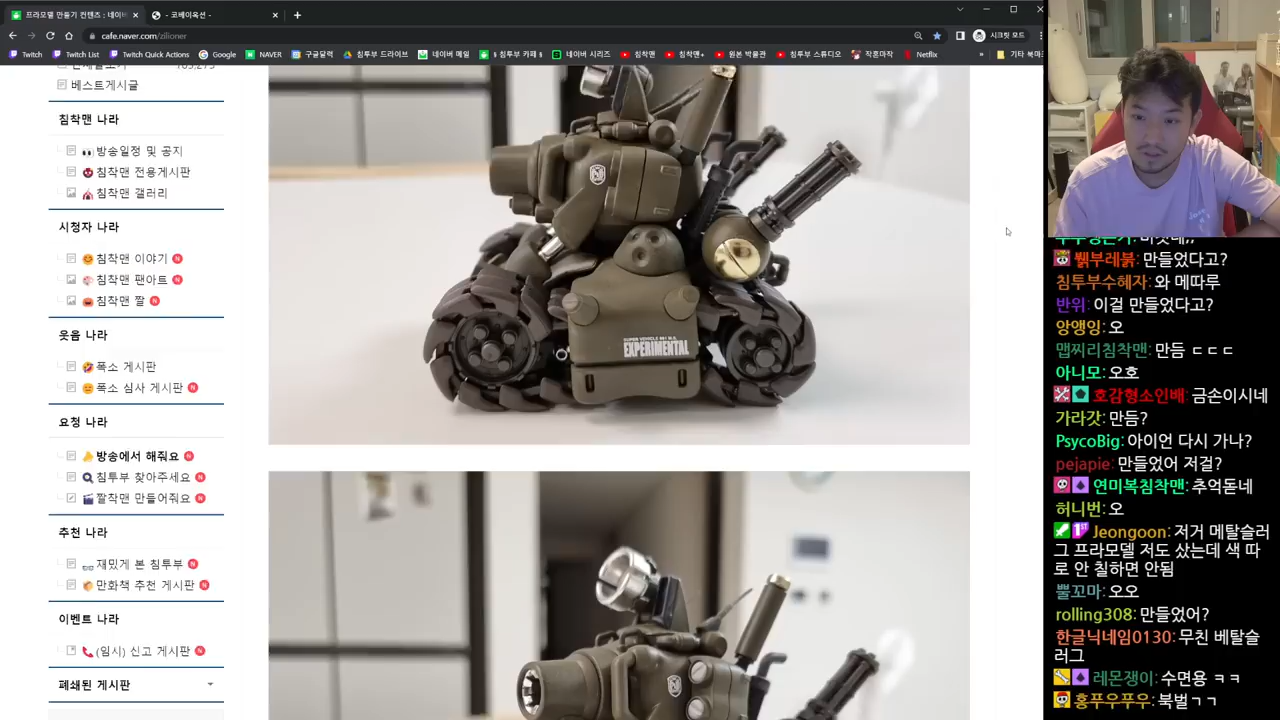 프라모델 만들기 컨텐츠 : 네이버
- 코베이옥션 -
시크릿 모드
cafe.naver.com/zillioner
Twitch
Twitch List
Twitch Quick Actions
Google
NAVER
구글달력
침투부 드라이브
네이버 메일
침투부 카페
네이버 시리즈
침착맨
침착맨+
원본 박물관
침투부 스튜디오
작혼마작
Netflix
기타 북마크
베스트게시글
침착맨 나라
방송일정 및 공지
침착맨 전용게시판
침착맨 갤러리
시청자 나라
침착맨 이야기 N
침착맨 팬아트 N
침착맨 짤 N
웃음 나라
폭소 게시판
폭소 심사 게시판 N
요청 나라
방송에서 해줘요 N
침투부 찾아주세요 N
짤착맨 만들어줘요 N
추천 나라
재밌게 본 침투부 N
만화책 추천 게시판 N
이벤트 나라
(임시) 신고 게시판 N
폐쇄된 게시판
SUPER VEHICLE 001 M.S.
EXPERIMENTAL
쀍부레붉: 만들었다고?
침투부수혜자: 와 메따루
반위: 이걸 만들었다고?
앙앵잉: 오
맵찌리침착맨: 만듬 ㄷㄷㄷ
아니모: 오호
호감형소인배: 금손이시네
가라갓: 만듬?
PsycoBig: 아이언 다시 가나?
pejapie: 만들었어 저걸?
연미복침착맨: 추억돋네
허니번: 오
Jeongoon: 저거 메탈슬러
그 프라모델 저도 샀는데 색 따
로 안 칠하면 안됨
뿔꼬마: 오오
rolling308: 만들었어?
한글닉네임0130: 무친 베탈슬
러그
레몬쟁이: 수면용 ㅋㅋ
홍푸우푸우: 북벌ㄱㄱ